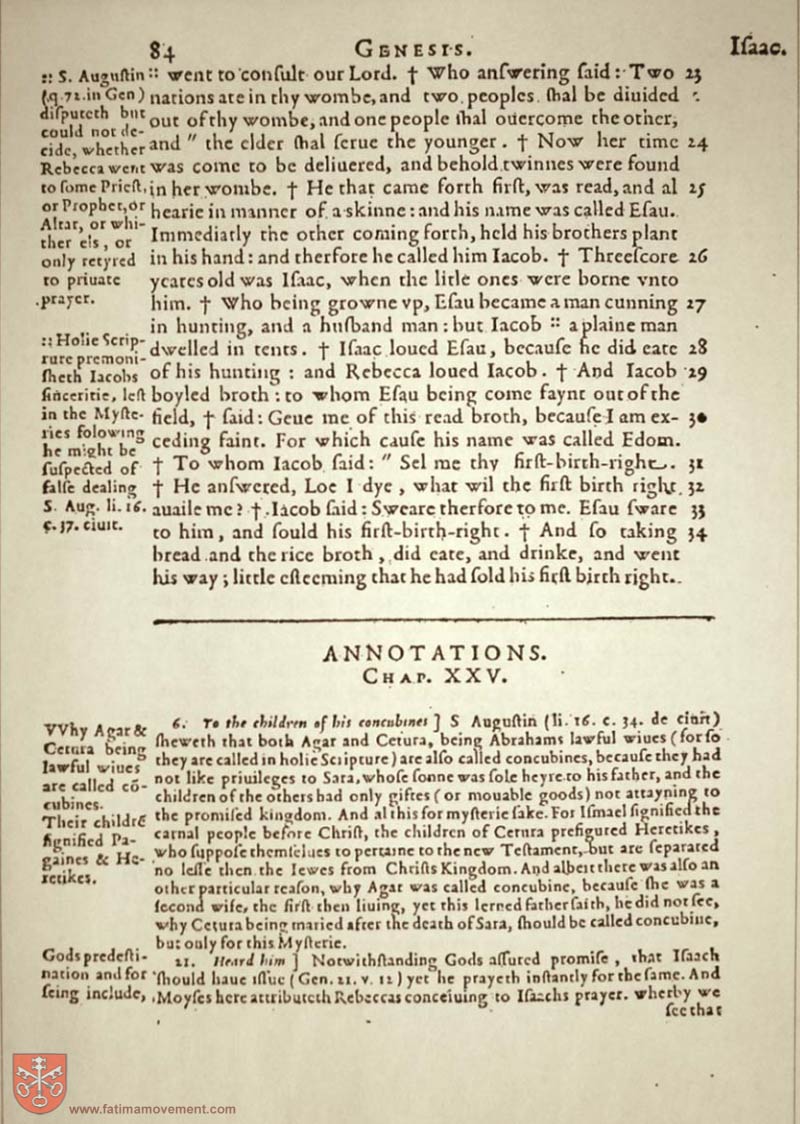 84 GENESIS. Iſaac.
:: S. Auguſtin
(q 72. in Gen)
diſputeth but
could not de-
cide, whether
Rebecca went
to ſome Prieſt,
or Prophet, or
Altar, or whi-
ther els, or
only retyred
to priuate
prayer.
:: Holie Scrip-
ture premoni-
ſheth Iacobs
ſinceritie, leſt
in the Myſte-
ries folowing
he might be
ſuſpected of
falſe dealing
S. Aug. li. 16.
c. 37. ciuit.
:: went to conſult our Lord. † Who anſwering ſaid: Two 23
nations are in thy wombe, and two peoples ſhal be diuided
out of thy wombe, and one people ſhal ouercome the other,
and " the elder ſhal ſerue the younger. † Now her time 24
was come to be deliuered, and behold twinnes were found
in her wombe. † He that came forth firſt, was read, and al 25
hearie in manner of a skinne: and his name was called Eſau.
Immediatly the other coming forth, held his brothers plant
in his hand: and therfore he called him Iacob. † Threeſcore 26
yeares old was Iſaac, when the litle ones were borne vnto
him. † Who being growne vp, Eſau became a man cunning 27
in hunting, and a huſband man: but Iacob :: a plaine man
dwelled in tents. † Iſaac loued Eſau, becauſe he did eate 28
of his hunting: and Rebecca loued Iacob. † And Iacob 29
boyled broth: to whom Eſau being come faynt out of the
field, † ſaid: Geue me of this read broth, becauſe I am ex- 30
ceding faint. For which cauſe his name was called Edom.
† To whom Iacob ſaid: " Sel me thy firſt-birth-right. 31
† He anſwered, Loe I dye, what wil the firſt birth right 32
auaile me? † Iacob ſaid: Sweare therfore to me. Eſau ſware 33
to him, and ſould his firſt-birth-right. † And ſo taking 34
bread and the rice broth, did eate, and drinke, and went
his way; little eſteeming that he had ſold his firſt birth right.
ANNOTATIONS.
CHAP. XXV.
VVhy Agar &
Cetura being
lawful wiues
are called cō-
cubines.
Their childrē
ſignified Pa-
gaines & He-
retikes.
6. To the children of his concubines ] S Auguſtin (li. 16. c. 34. de ciuit)
ſheweth that both Agar and Cetura, being Abrahams lawful wiues (for ſo
they are called in holie Scripture) are alſo called concubines, becauſe they had
not like priuileges to Sara, whoſe ſonne was ſole heyre to his father, and the
children of the others had only giftes (or mouable goods) not attayning to
the promiſed kingdom. And al this for myſterie ſake. For Iſmael ſignified the
carnal people before Chriſt, the children of Cetura prefigured Heretikes,
who ſuppoſe themſelues to pertaine to the new Teſtament, but are ſeparated
no leſſe then the Iewes from Chriſts Kingdom. And albeit there was alſo an
other particular reaſon, why Agar was called concubine, becauſe ſhe was a
ſecond wife, the firſt then liuing, yet this lerned father ſaith, he did not ſee,
why Cetura being maried after the death of Sara, ſhould be called concubine,
but only for this Myſterie.
Gods predeſti-
nation and for
ſeing include,
21. Heard him ] Notwithſtanding Gods aſſured promiſe, that Iſaach
ſhould haue iſſue (Gen. 21. v. 12) yet he prayeth inſtantly for the ſame. And
Moyſes here attributeth Rebeccas conceiuing to Iſaachs prayer. wherby we
ſee that
www.fatimamovement.com